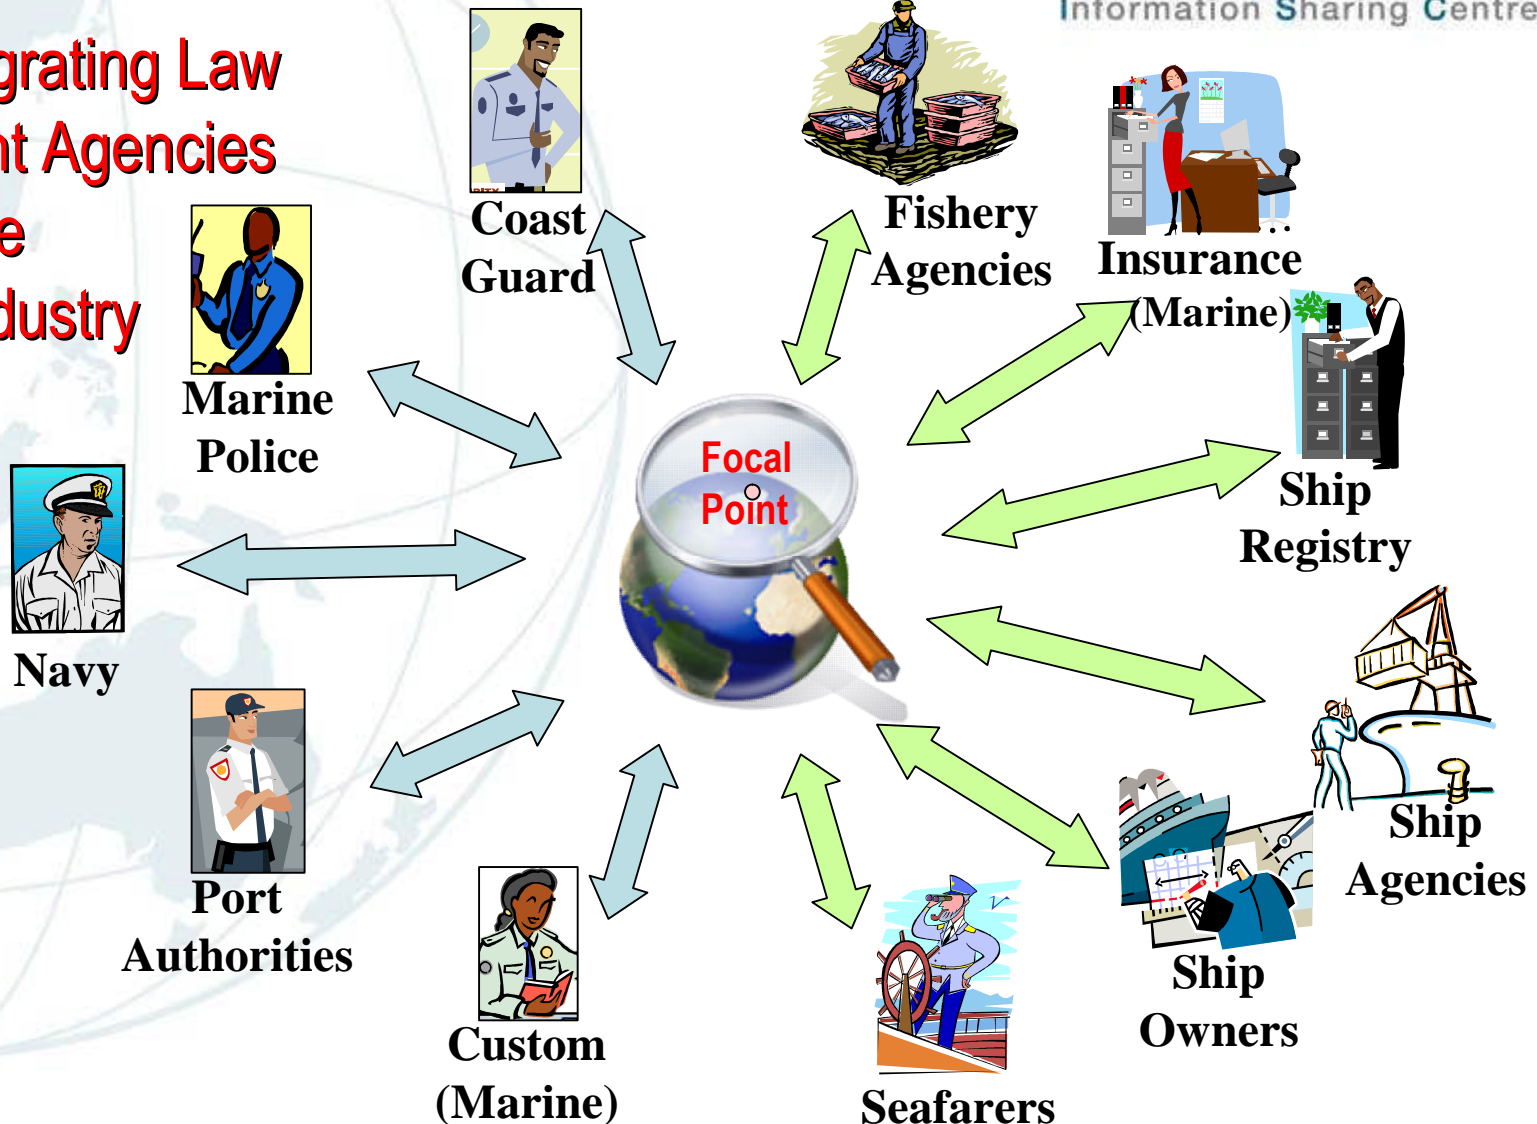 Information Sharing Centre
grating Law
nt Agencies
e
dustry
Coast
Guard
Fishery
Agencies
Insurance
(Marine)
Marine
Police
Focal
Point
Ship
Registry
Navy
Ship
Agencies
Port
Authorities
Ship
Owners
Custom
(Marine)
Seafarers